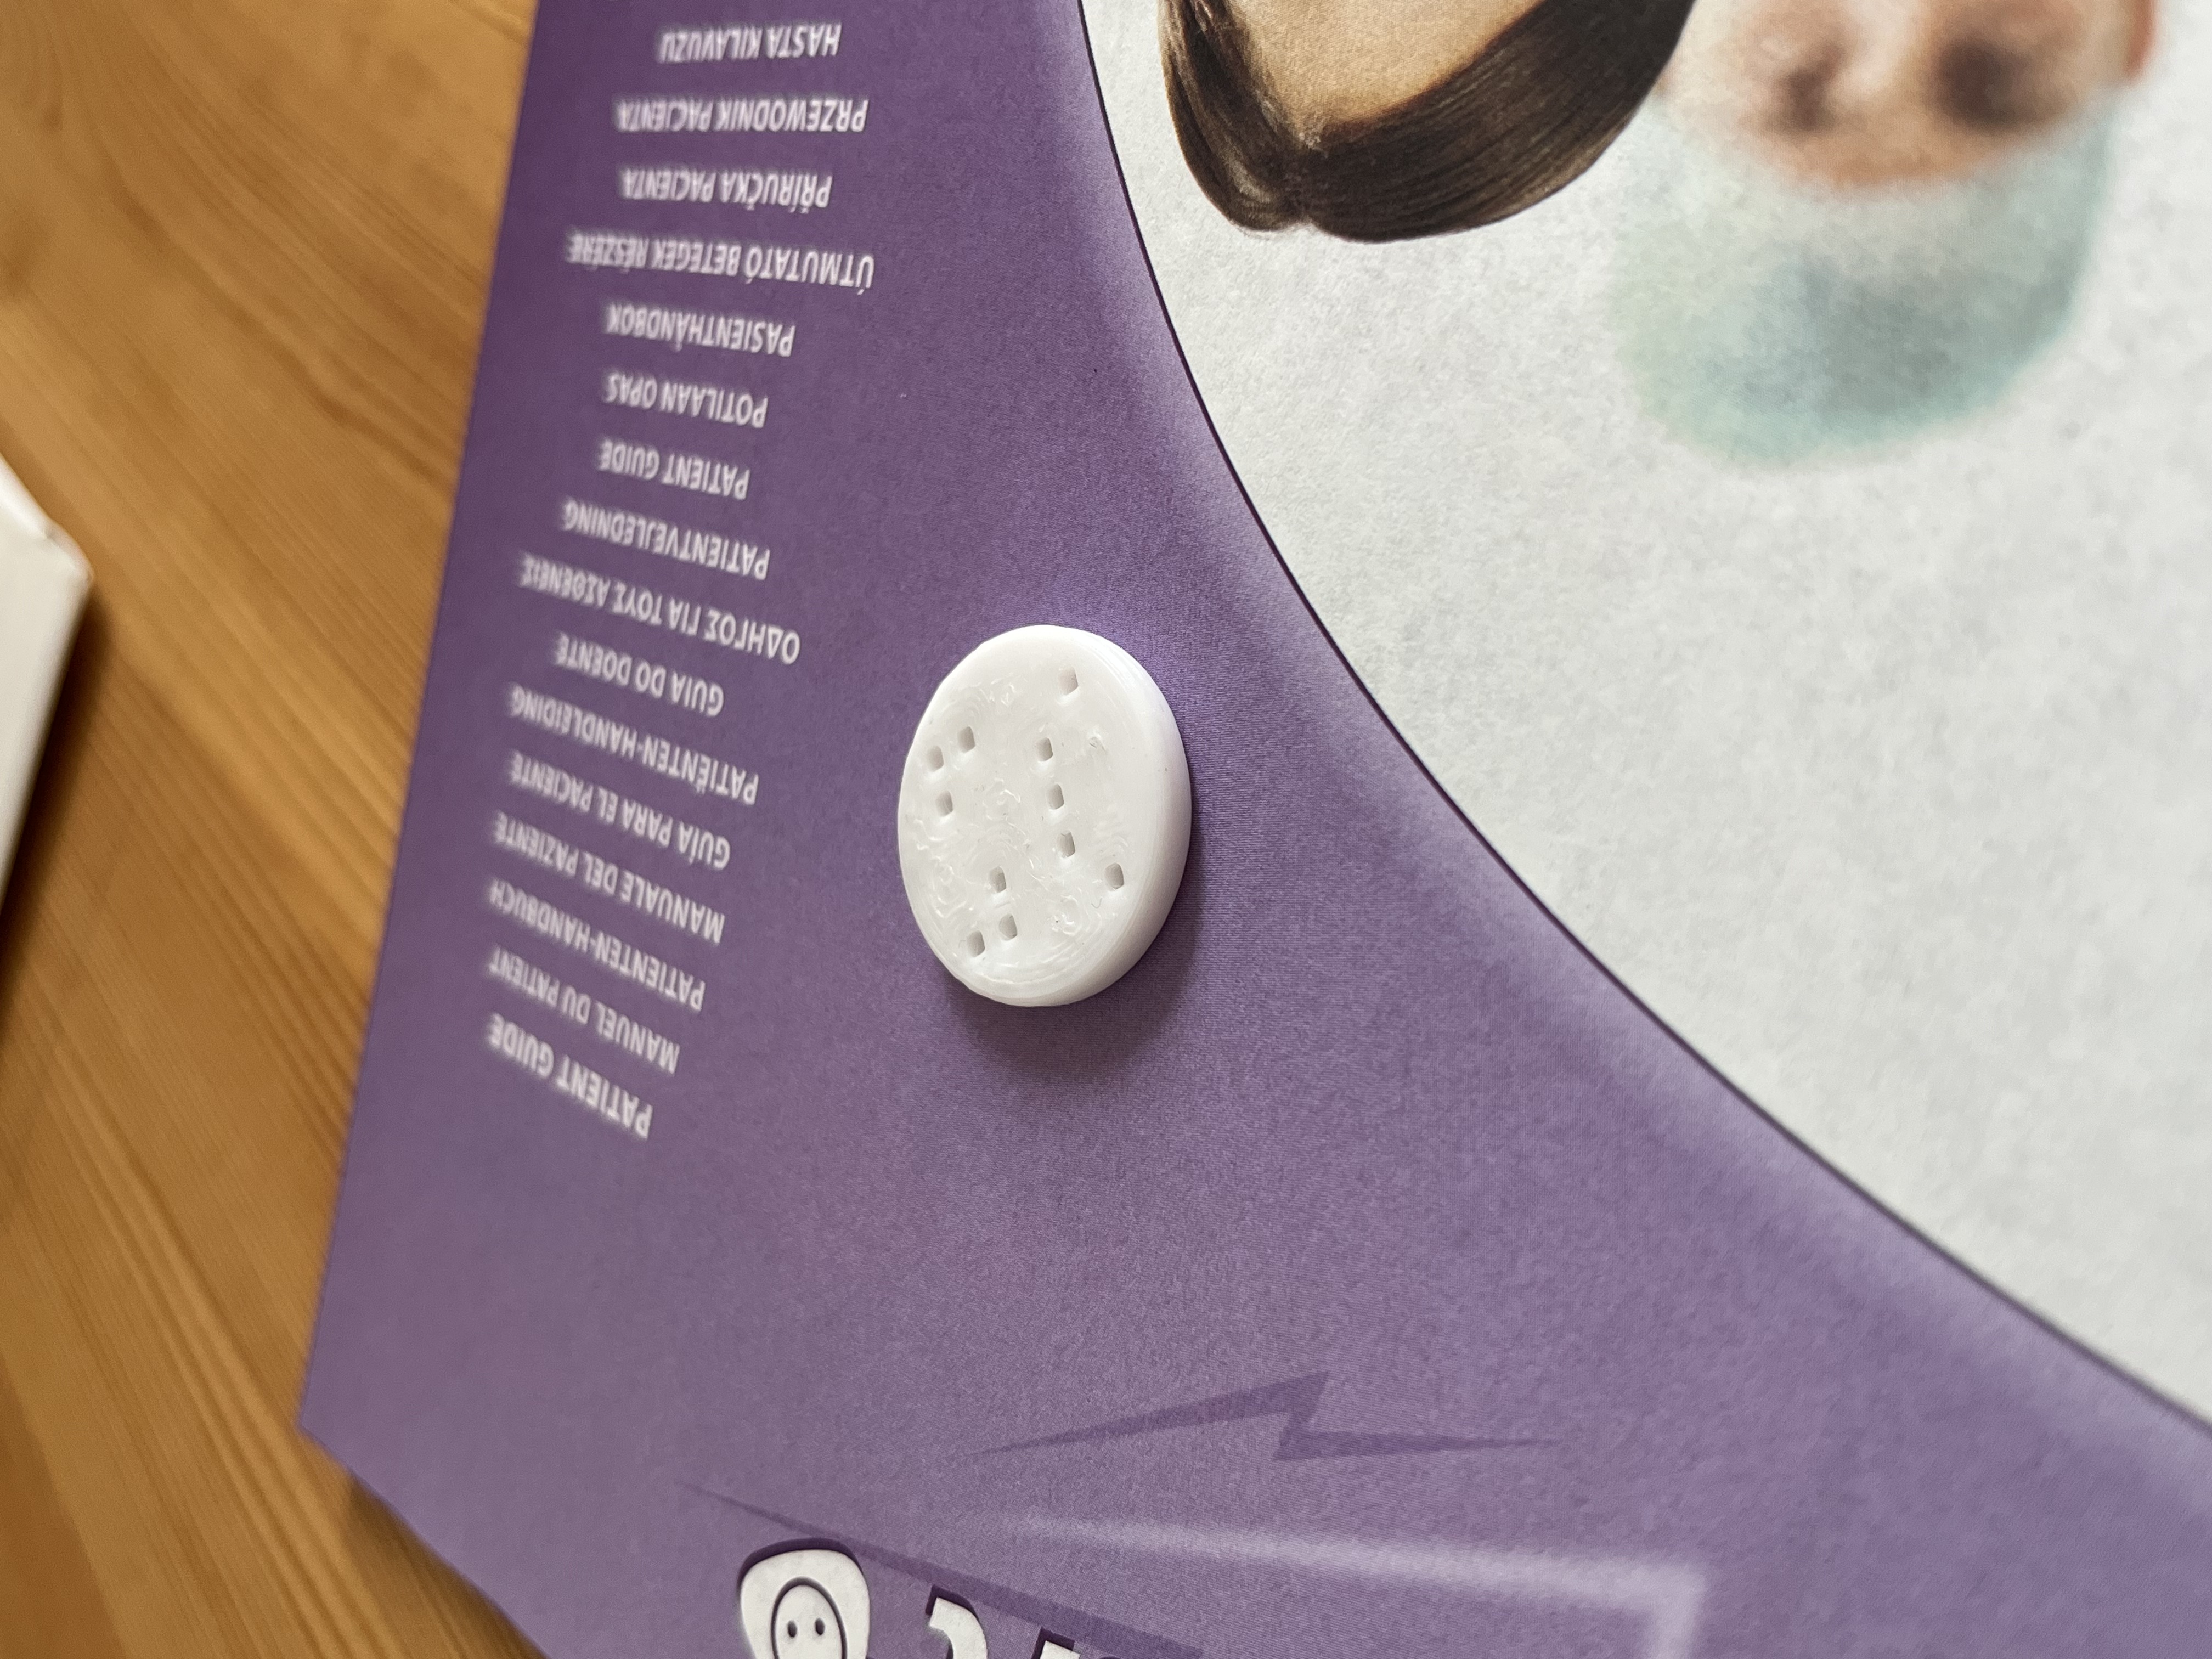 PATIENT GUIDE
MANUEL DU PATIENT
PATIENTEN-HANDBUCH
MANUALE DEL PAZIENTE
GUÍA PARA EL PACIENTE
PATIËNTEN-HANDLEIDING
GUIA DO DOENTE
ΟΔΗΓΟΣ ΓΙΑ ΤΟΥΣ ΑΣΘΕΝΕΙΣ
PATIENTVEJLEDNING
PATIENT GUIDE
POTILAAN OPAS
PASIENTHÅNDBOK
ÚTMUTATÓ BETEGEK RÉSZÉRE
PŘÍRUČKA PACIENTA
PRZEWODNIK PACJENTA
HASTA KILAVUZU